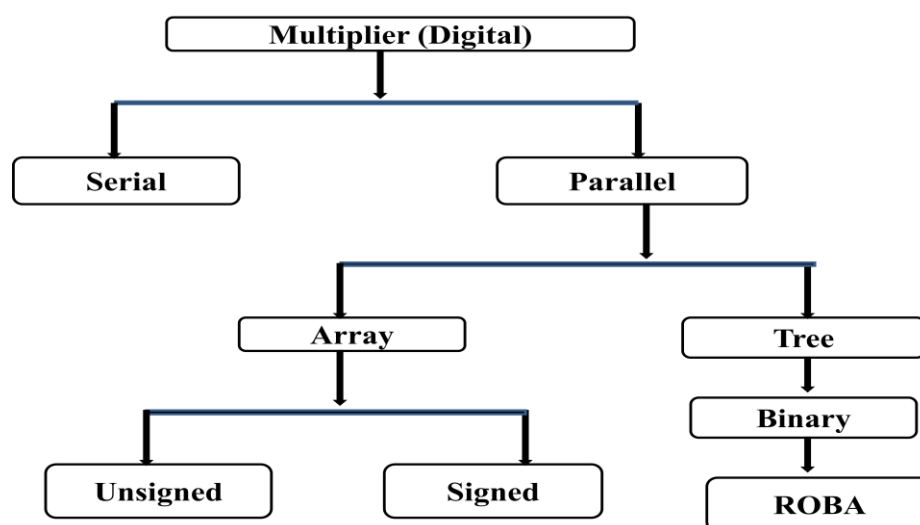 Multiplier (Digital)
Serial
Parallel
Array
Tree
Binary
Unsigned
Signed
ROBA